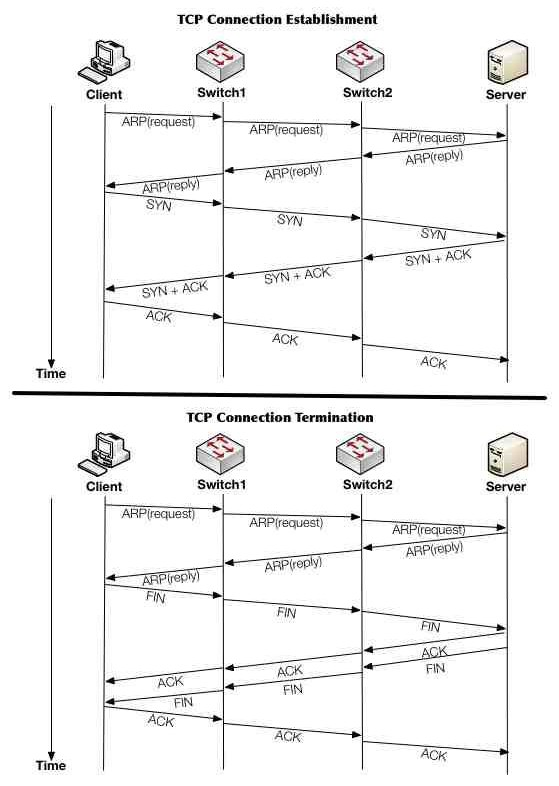 TCP Connection Establishment
Client Switch1 Switch2 Server
ARP(request)
ARP(request)
ARP(request)
ARP(reply)
ARP(reply)
ARP(reply)
SYN
SYN
SYN
SYN + ACK
SYN + ACK
SYN + ACK
ACK
ACK
ACK
Time
TCP Connection Termination
Client Switch1 Switch2 Server
ARP(request)
ARP(request)
ARP(request)
ARP(reply)
ARP(reply)
ARP(reply)
FIN
FIN
FIN
ACK
ACK
ACK
FIN
FIN
FIN
ACK
ACK
ACK
Time